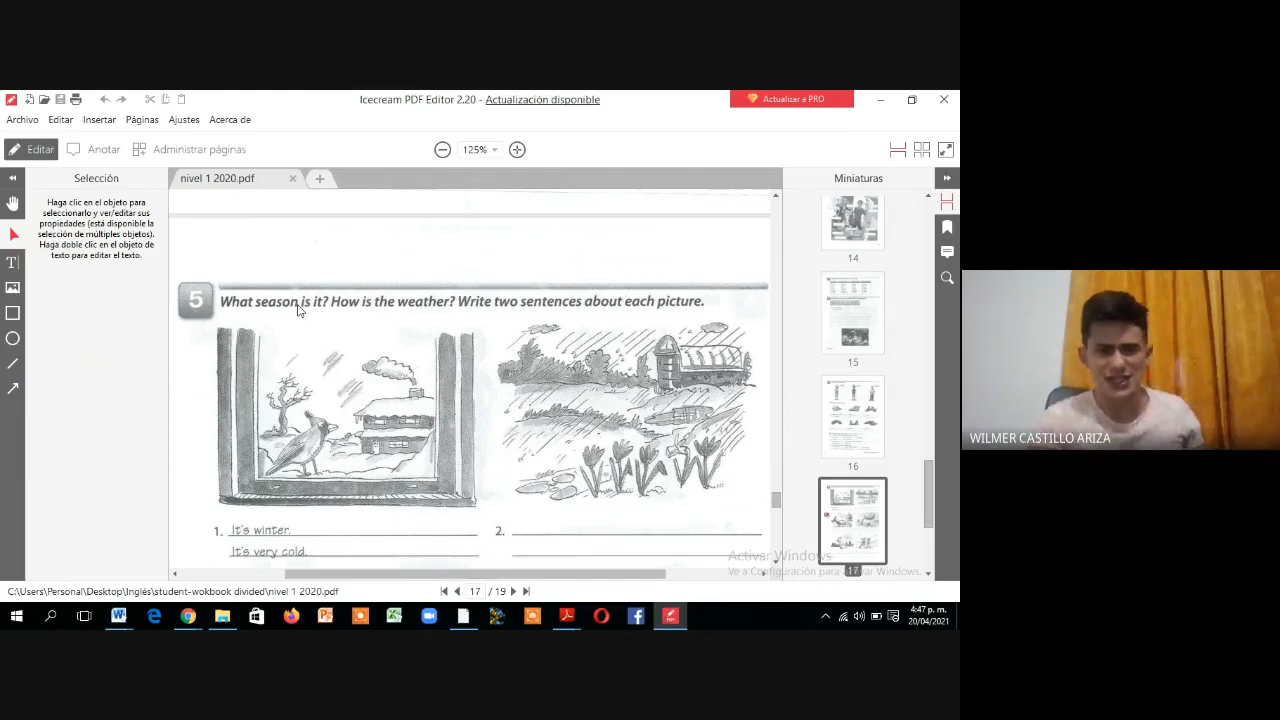 Icecream PDF Editor 2.20 - Actualización disponible
Actualizar a PRO
Archivo Editar Insertar Páginas Ajustes Acerca de
Editar Anotar Administrar páginas
125%
Selección
nivel 1 2020.pdf
Miniaturas
Haga clic en el objeto para
seleccionarlo y ver/editar sus
propiedades (está disponible la
selección de múltiples objetos).
Haga doble clic en el objeto de
texto para editar el texto.
14
5 What season is it? How is the weather? Write two sentences about each picture.
15
WILMER CASTILLO ARIZA
16
1. It's winter.
It's very cold.
2.
Activar Windows
Ve a Configuración para activar Windows.
17
C:\Users\Personal\Desktop\Inglés\student-wokbook divided\nivel 1 2020.pdf
17 / 19
4:47 p. m.
20/04/2021